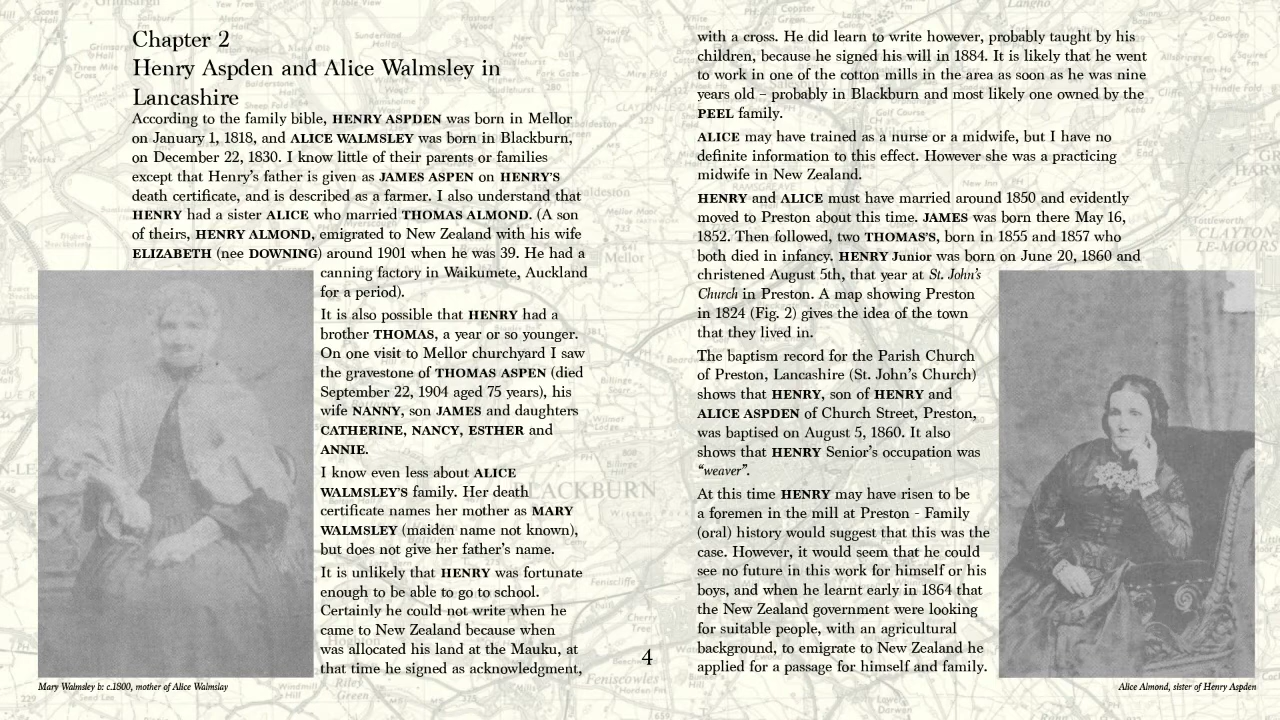 Chapter 2
Henry Aspden and Alice Walmsley in
Lancashire
According to the family bible, HENRY ASPDEN was born in Mellor
on January 1, 1818, and ALICE WALMSLEY was born in Blackburn,
on December 22, 1830. I know little of their parents or families
except that Henry's father is given as JAMES ASPEN on HENRY'S
death certificate, and is described as a farmer. I also understand that
HENRY had a sister ALICE who married THOMAS ALMOND. (A son
of theirs, HENRY ALMOND, emigrated to New Zealand with his wife
ELIZABETH (nee DOWNING) around 1901 when he was 39. He had a
canning factory in Waikumete, Auckland
for a period).
It is also possible that HENRY had a
brother THOMAS, a year or so younger.
On one visit to Mellor churchyard I saw
the gravestone of THOMAS ASPEN (died
September 22, 1904 aged 75 years), his
wife NANNY, son JAMES and daughters
CATHERINE, NANCY, ESTHER and
ANNIE.
I know even less about ALICE
WALMSLEY'S family. Her death
certificate names her mother as MARY
WALMSLEY (maiden name not known),
but does not give her father's name.
It is unlikely that HENRY was fortunate
enough to be able to go to school.
Certainly he could not write when he
came to New Zealand because when
was allocated his land at the Mauku, at
that time he signed as acknowledgment,
Mary Walmsley b: c.1800, mother of Alice Walmslay
4
with a cross. He did learn to write however, probably taught by his
children, because he signed his will in 1884. It is likely that he went
to work in one of the cotton mills in the area as soon as he was nine
years old – probably in Blackburn and most likely one owned by the
PEEL family.
ALICE may have trained as a nurse or a midwife, but I have no
definite information to this effect. However she was a practicing
midwife in New Zealand.
HENRY and ALICE must have married around 1850 and evidently
moved to Preston about this time. JAMES was born there May 16,
1852. Then followed, two THOMAS'S, born in 1855 and 1857 who
both died in infancy. HENRY Junior was born on June 20, 1860 and
christened August 5th, that year at St. John's
Church in Preston. A map showing Preston
in 1824 (Fig. 2) gives the idea of the town
that they lived in.
The baptism record for the Parish Church
of Preston, Lancashire (St. John's Church)
shows that HENRY, son of HENRY and
ALICE ASPDEN of Church Street, Preston,
was baptised on August 5, 1860. It also
shows that HENRY Senior's occupation was
"weaver".
At this time HENRY may have risen to be
a foremen in the mill at Preston - Family
(oral) history would suggest that this was the
case. However, it would seem that he could
see no future in this work for himself or his
boys, and when he learnt early in 1864 that
the New Zealand government were looking
for suitable people, with an agricultural
background, to emigrate to New Zealand he
applied for a passage for himself and family.
Alice Almond, sister of Henry Aspden
BLACKBURN